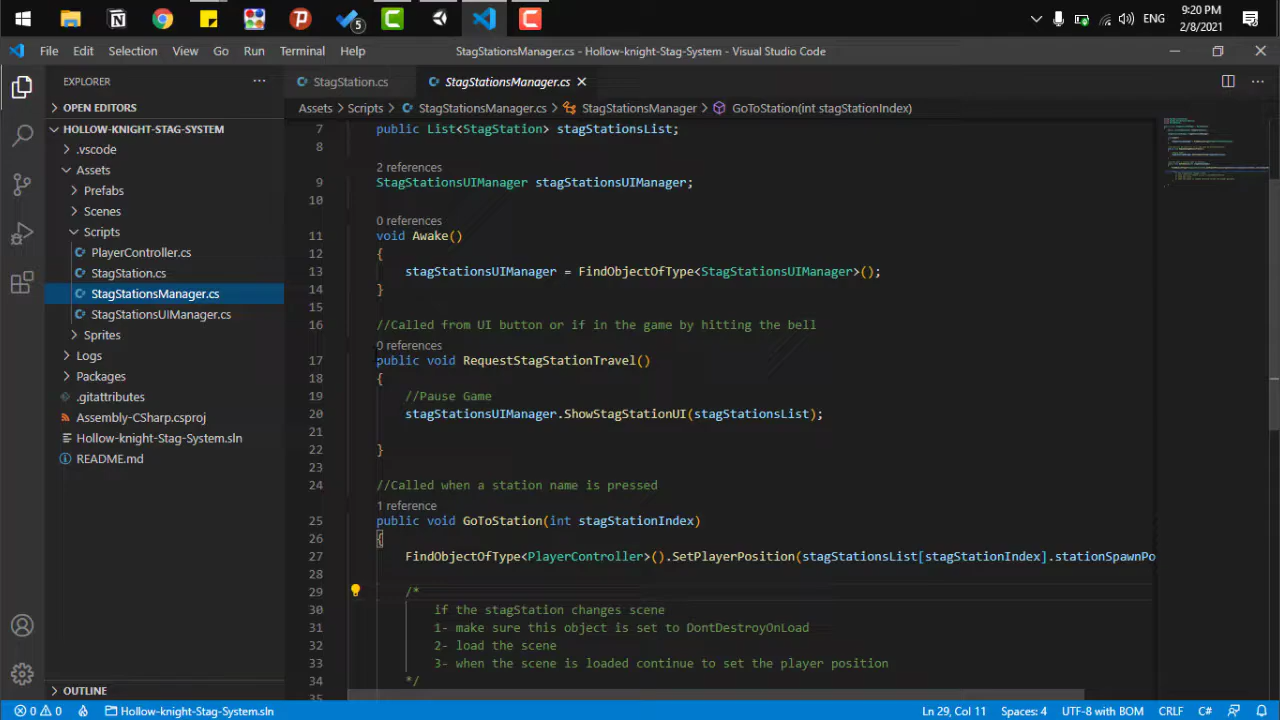 5
ENG
9:20 PM
2/8/2021
File Edit Selection View Go Run Terminal Help
StagStationsManager.cs - Hollow-knight-Stag-System - Visual Studio Code
EXPLORER
OPEN EDITORS
HOLLOW-KNIGHT-STAG-SYSTEM
.vscode
Assets
Prefabs
Scenes
Scripts
PlayerController.cs
StagStation.cs
StagStationsManager.cs
StagStationsUIManager.cs
Sprites
Logs
Packages
.gitattributes
Assembly-CSharp.csproj
Hollow-knight-Stag-System.sln
README.md
OUTLINE
StagStation.cs
StagStationsManager.cs
Assets > Scripts > StagStationsManager.cs > StagStationsManager > GoToStation(int stagStationIndex)
7 public List<StagStation> stagStationsList;
8
2 references
9 StagStationsUIManager stagStationsUIManager;
10
0 references
11 void Awake()
12 {
13 stagStationsUIManager = FindObjectOfType<StagStationsUIManager>();
14 }
15
16 //Called from UI button or if in the game by hitting the bell
0 references
17 public void RequestStagStationTravel()
18 {
19 //Pause Game
20 stagStationsUIManager.ShowStagStationUI(stagStationsList);
21
22 }
23
24 //Called when a station name is pressed
1 reference
25 public void GoToStation(int stagStationIndex)
26 {
27 FindObjectOfType<PlayerController>().SetPlayerPosition(stagStationsList[stagStationIndex].stationSpawnPo
28
29 /*
30 if the stagStation changes scene
31 1- make sure this object is set to DontDestroyOnLoad
32 2- load the scene
33 3- when the scene is loaded continue to set the player position
34 */
35
0 0 Hollow-knight-Stag-System.sln
Ln 29, Col 11 Spaces: 4 UTF-8 with BOM CRLF C#